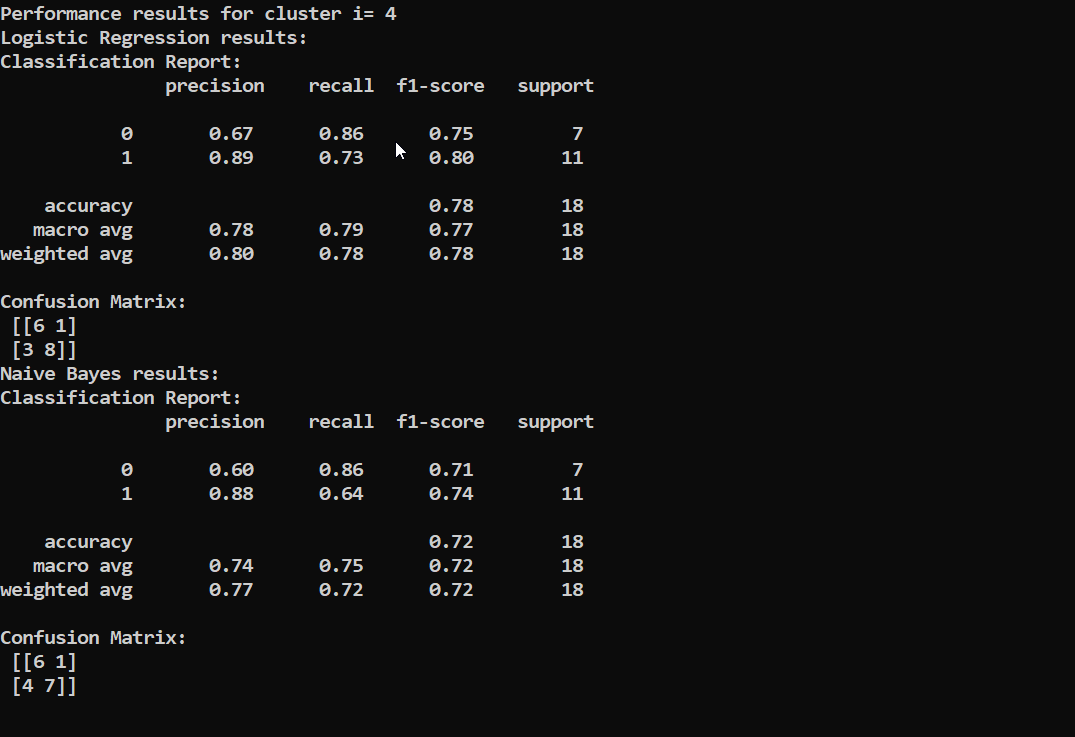 Performance results for cluster i= 4
Logistic Regression results:
Classification Report:
               precision    recall  f1-score   support

           0       0.67      0.86      0.75         7
           1       0.89      0.73      0.80        11

    accuracy                           0.78        18
   macro avg       0.78      0.79      0.77        18
weighted avg       0.80      0.78      0.78        18

Confusion Matrix:
 [[6 1]
 [3 8]]
Naive Bayes results:
Classification Report:
               precision    recall  f1-score   support

           0       0.60      0.86      0.71         7
           1       0.88      0.64      0.74        11

    accuracy                           0.72        18
   macro avg       0.74      0.75      0.72        18
weighted avg       0.77      0.72      0.72        18

Confusion Matrix:
 [[6 1]
 [4 7]]